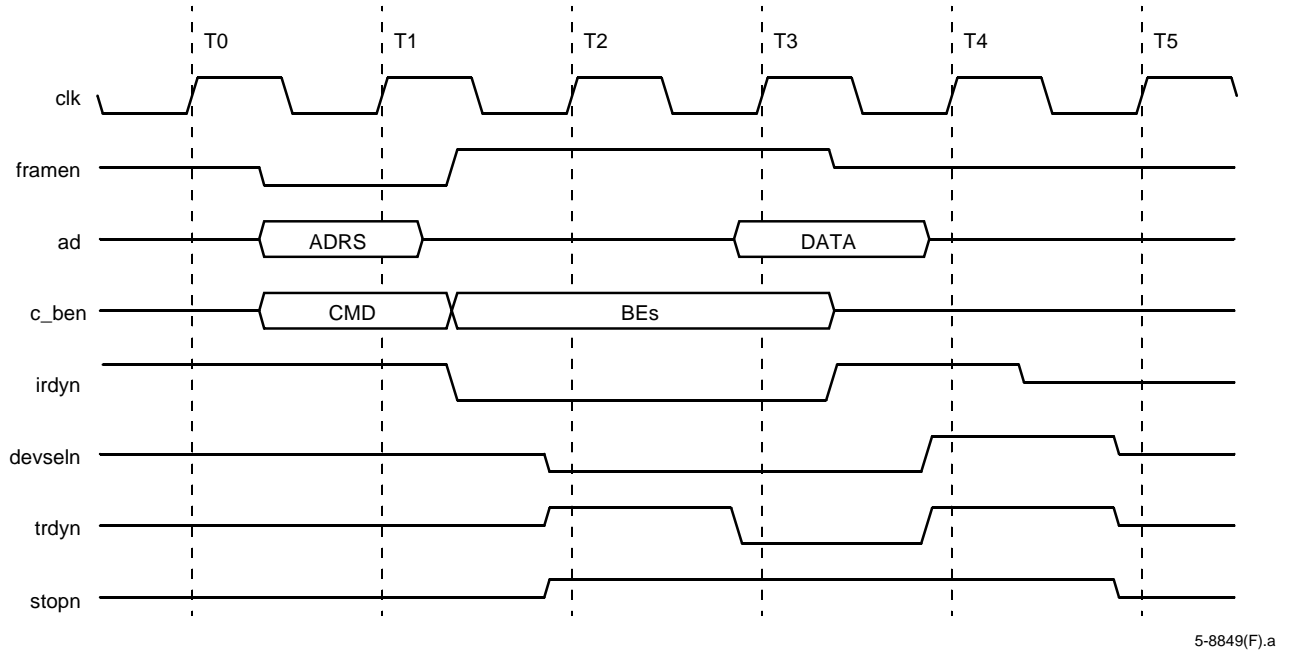 T0 T1 T2 T3 T4 T5
clk
framen
ad ADRS DATA
c_ben CMD BEs
irdyn
devseln
trdyn
stopn
5-8849(F).a